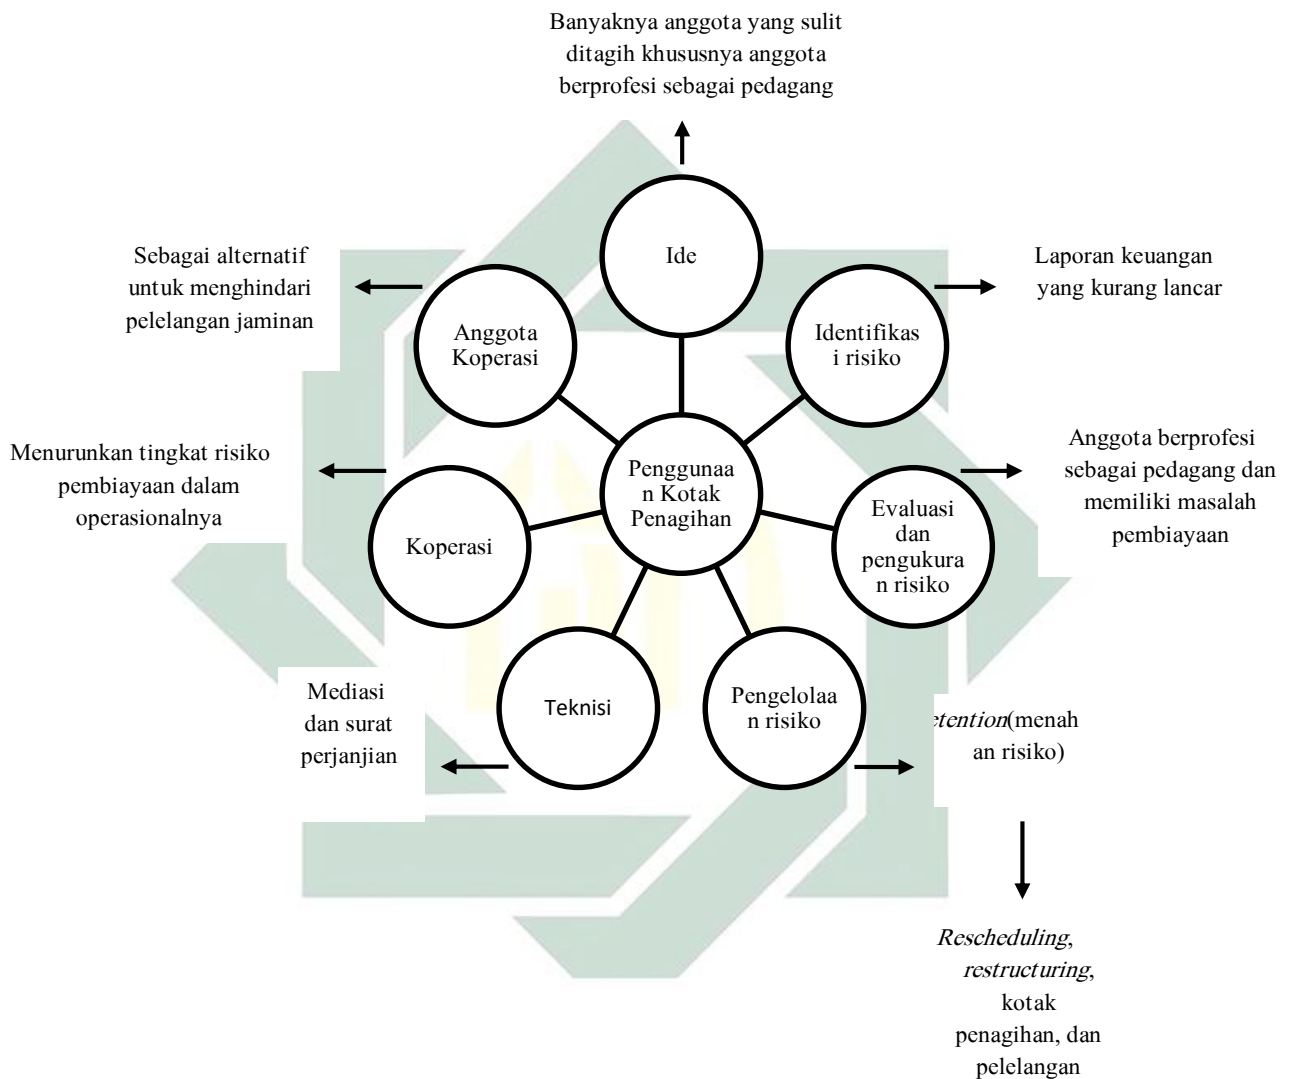 Banyaknya anggota yang sulit
ditagih khususnya anggota
berprofesi sebagai pedagang
Ide
Sebagai alternatif
untuk menghindari
pelelangan jaminan
Anggota
Koperasi
Identifikas
i risiko
Laporan keuangan
yang kurang lancar
Menurunkan tingkat risiko
pembiayaan dalam
operasionalnya
Koperasi
Penggunaa
n Kotak
Penagihan
Evaluasi
dan
pengukura
n risiko
Anggota berprofesi
sebagai pedagang dan
memiliki masalah
pembiayaan
Mediasi
dan surat
perjanjian
Teknisi
Pengelolaa
n risiko
etention(menah
an risiko)
Rescheduling,
restructuring,
kotak
penagihan, dan
pelelangan